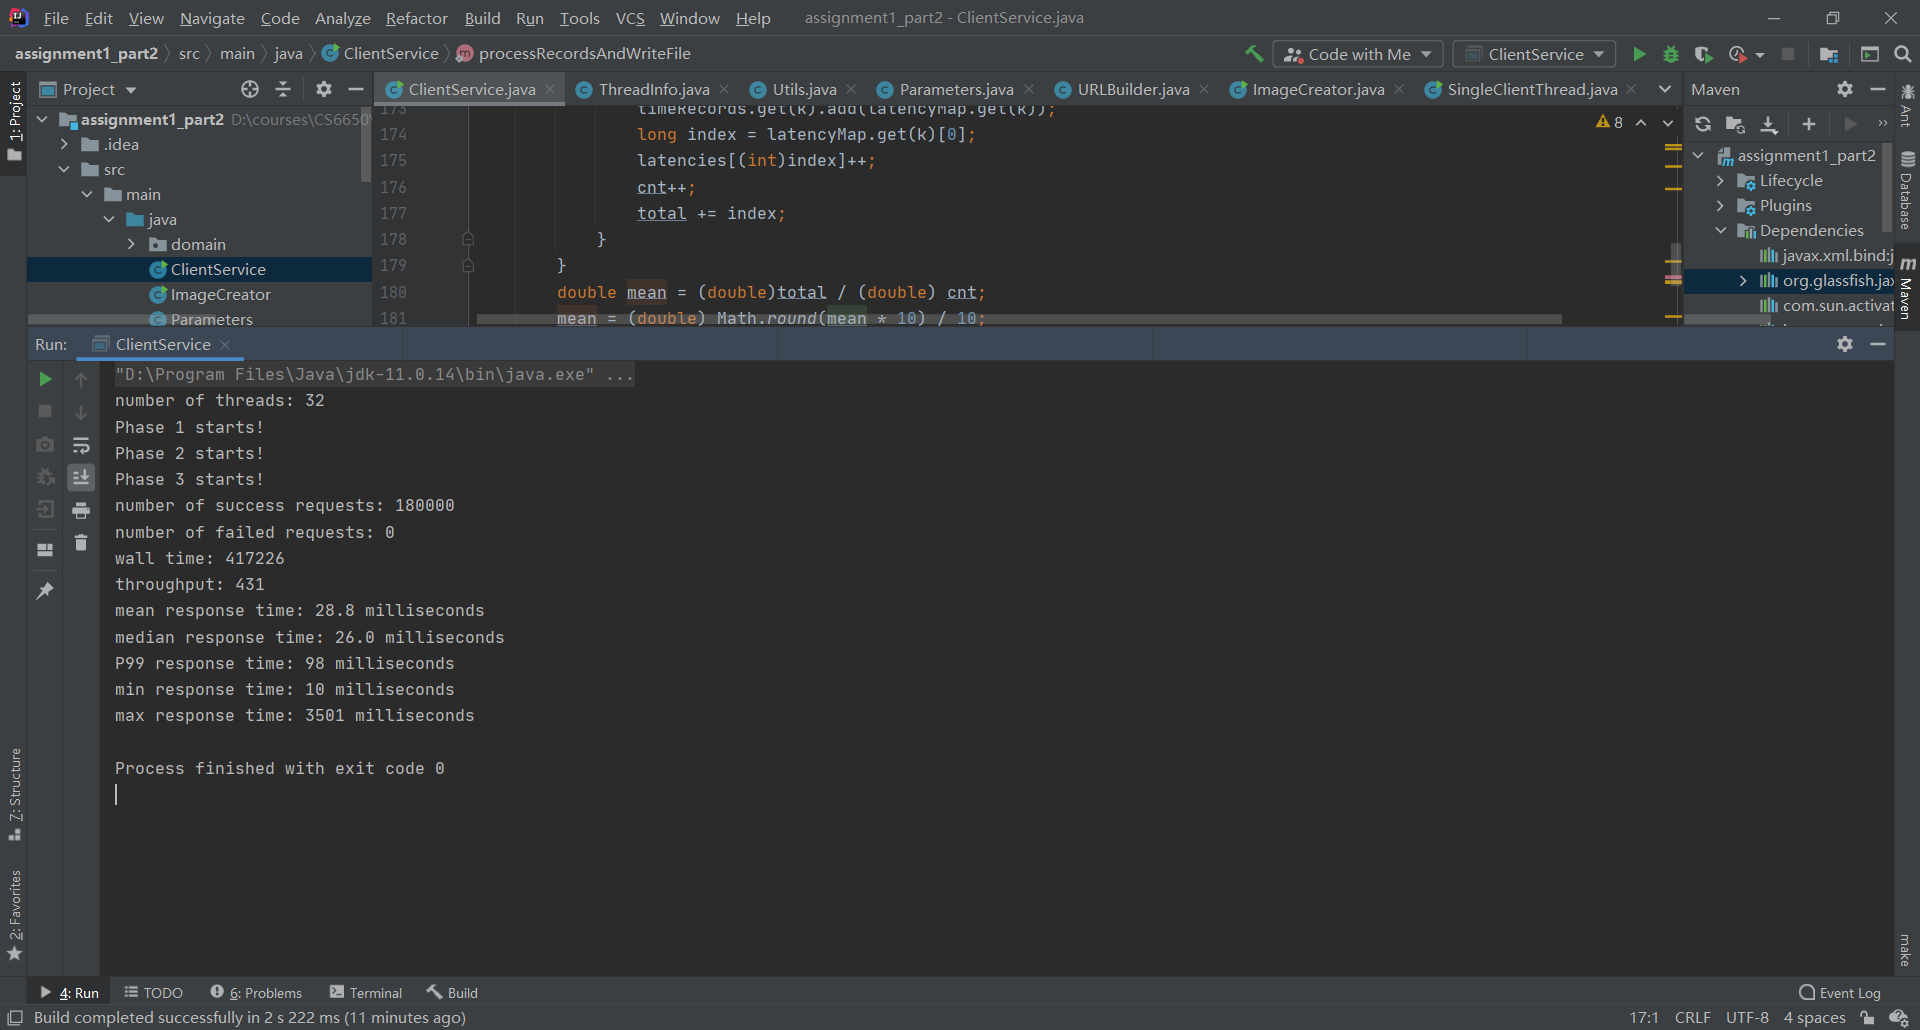 File Edit View Navigate Code Analyze Refactor Build Run Tools VCS Window Help assignment1_part2 - ClientService.java
assignment1_part2 src main java ClientService processRecordsAndWriteFile Code with Me ClientService
1: Project
Project
ClientService.java ThreadInfo.java Utils.java Parameters.java URLBuilder.java ImageCreator.java SingleClientThread.java
Maven
assignment1_part2 D:\courses\CS6650\
.idea
src
main
java
domain
ClientService
ImageCreator
Parameters
173 timeRecords.get(k).add(latencyMap.get(k));
174 long index = latencyMap.get(k)[0];
175 latencies[(int)index]++;
176 cnt++;
177 total += index;
178 }
179 }
180 double mean = (double)total / (double) cnt;
181 mean = (double) Math.round(mean * 10) / 10;
8
assignment1_part2
Lifecycle
Plugins
Dependencies
javax.xml.bind:j
org.glassfish.jax
com.sun.activat
Ant
Database
Maven
Run: ClientService
"D:\Program Files\Java\jdk-11.0.14\bin\java.exe" ...
number of threads: 32
Phase 1 starts!
Phase 2 starts!
Phase 3 starts!
number of success requests: 180000
number of failed requests: 0
wall time: 417226
throughput: 431
mean response time: 28.8 milliseconds
median response time: 26.0 milliseconds
P99 response time: 98 milliseconds
min response time: 10 milliseconds
max response time: 3501 milliseconds
Process finished with exit code 0
7: Structure
2: Favorites
make
4: Run TODO 6: Problems Terminal Build Event Log
Build completed successfully in 2 s 222 ms (11 minutes ago) 17:1 CRLF UTF-8 4 spaces